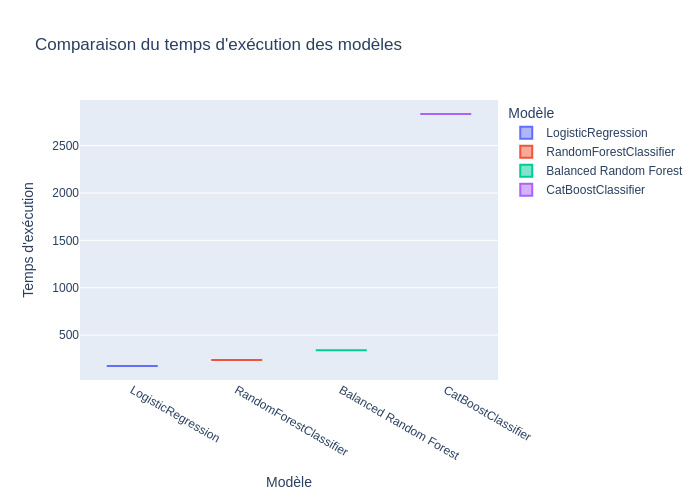 Comparaison du temps d'exécution des modèles
Modèle
LogisticRegression
RandomForestClassifier
Balanced Random Forest
CatBoostClassifier
Temps d'exécution
2500
2000
1500
1000
500
LogisticRegression
RandomForestClassifier
Balanced Random Forest
CatBoostClassifier
Modèle